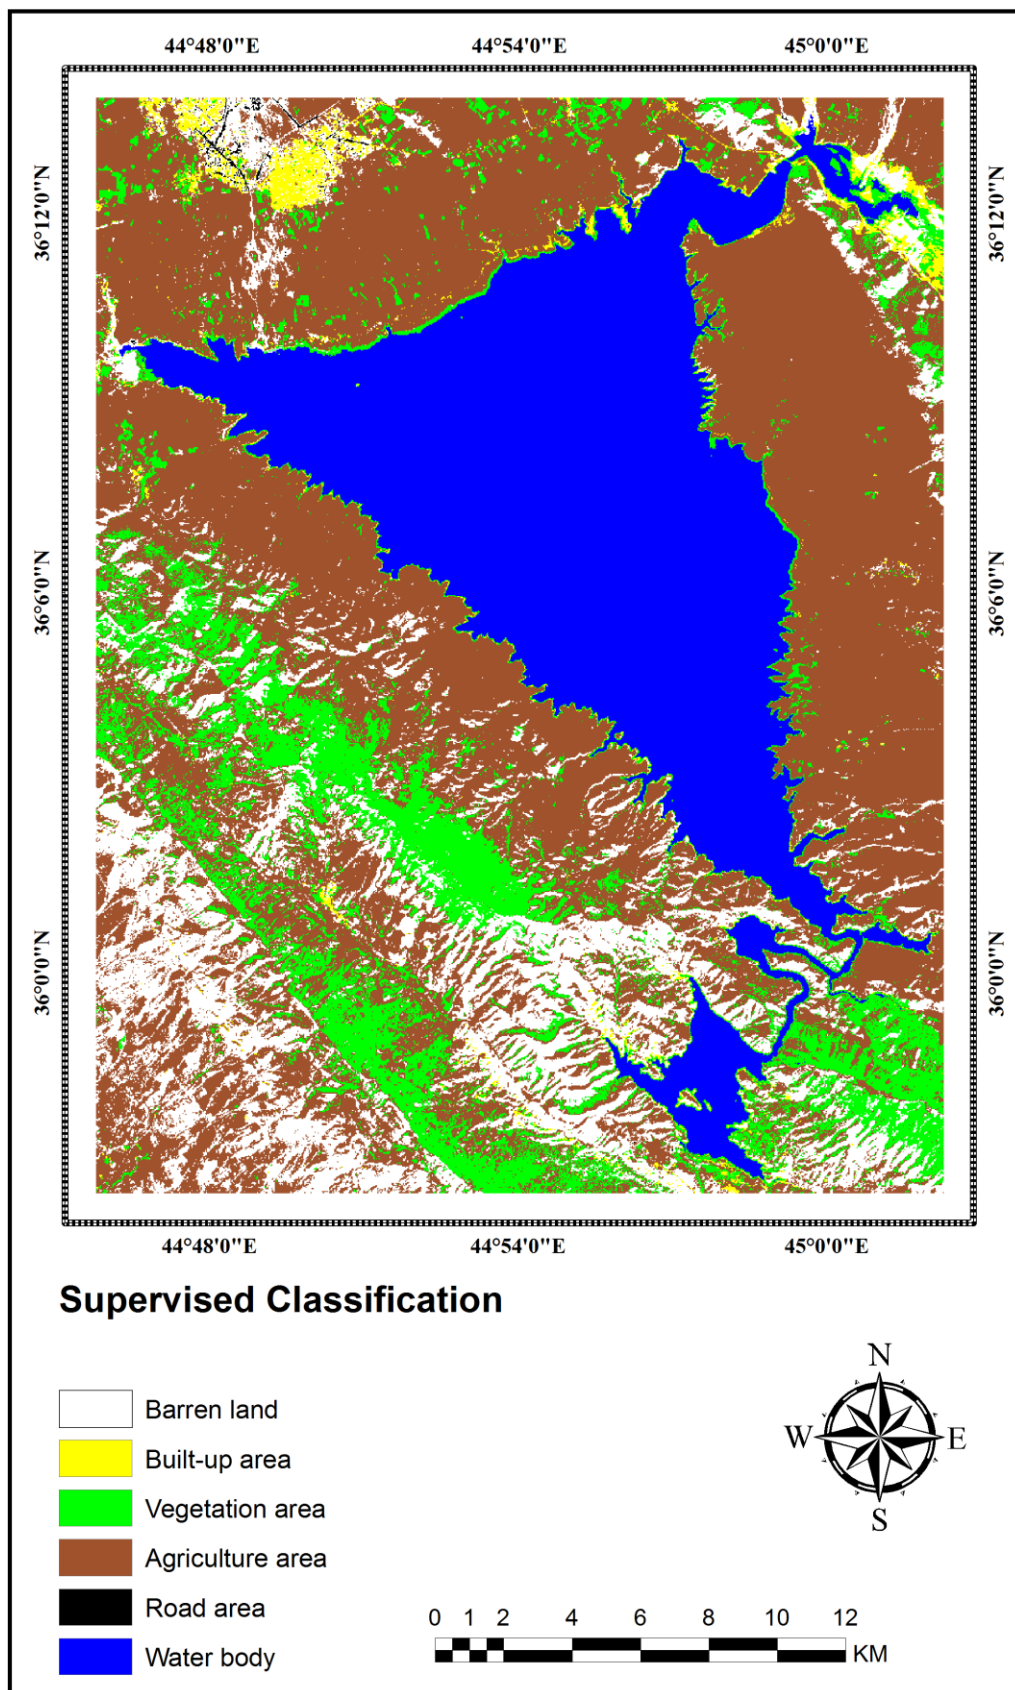 44°48'0"E 44°54'0"E 45°0'0"E
36°12'0"N 36°12'0"N
36°6'0"N 36°6'0"N
36°0'0"N 36°0'0"N
44°48'0"E 44°54'0"E 45°0'0"E
Supervised Classification
Barren land
Built-up area
Vegetation area
Agriculture area
Road area
Water body
N
W E
S
0 1 2 4 6 8 10 12
KM